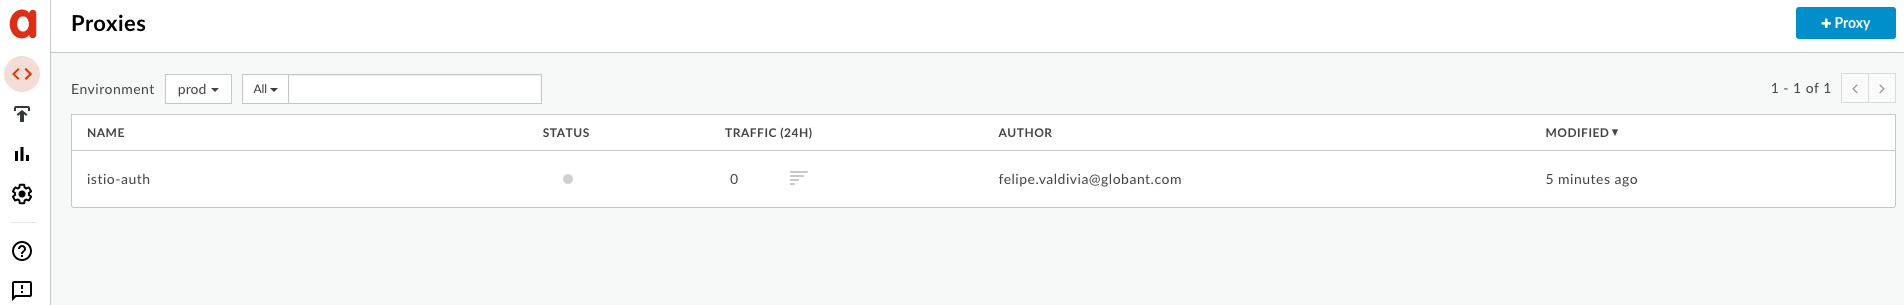 Proxies
+ Proxy
Environment prod All
1 - 1 of 1
NAME STATUS TRAFFIC (24H) AUTHOR MODIFIED
istio-auth 0 felipe.valdivia@globant.com 5 minutes ago